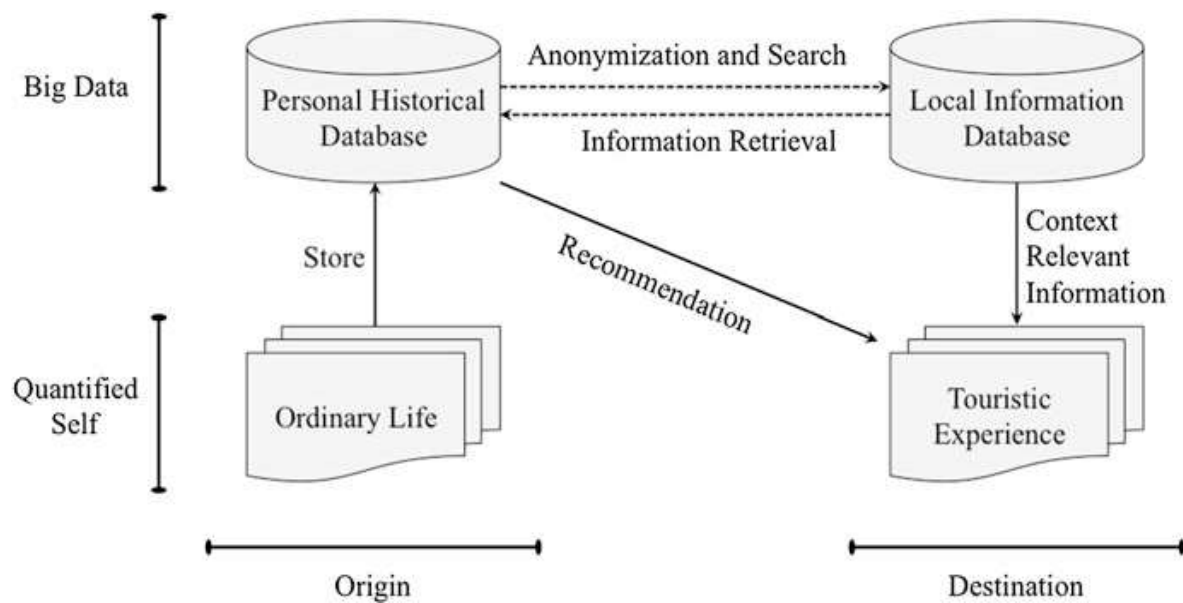 Big Data
Personal Historical
Database
Anonymization and Search
Information Retrieval
Local Information
Database
Store
Recommendation
Context
Relevant
Information
Quantified
Self
Ordinary Life
Touristic
Experience
Origin
Destination